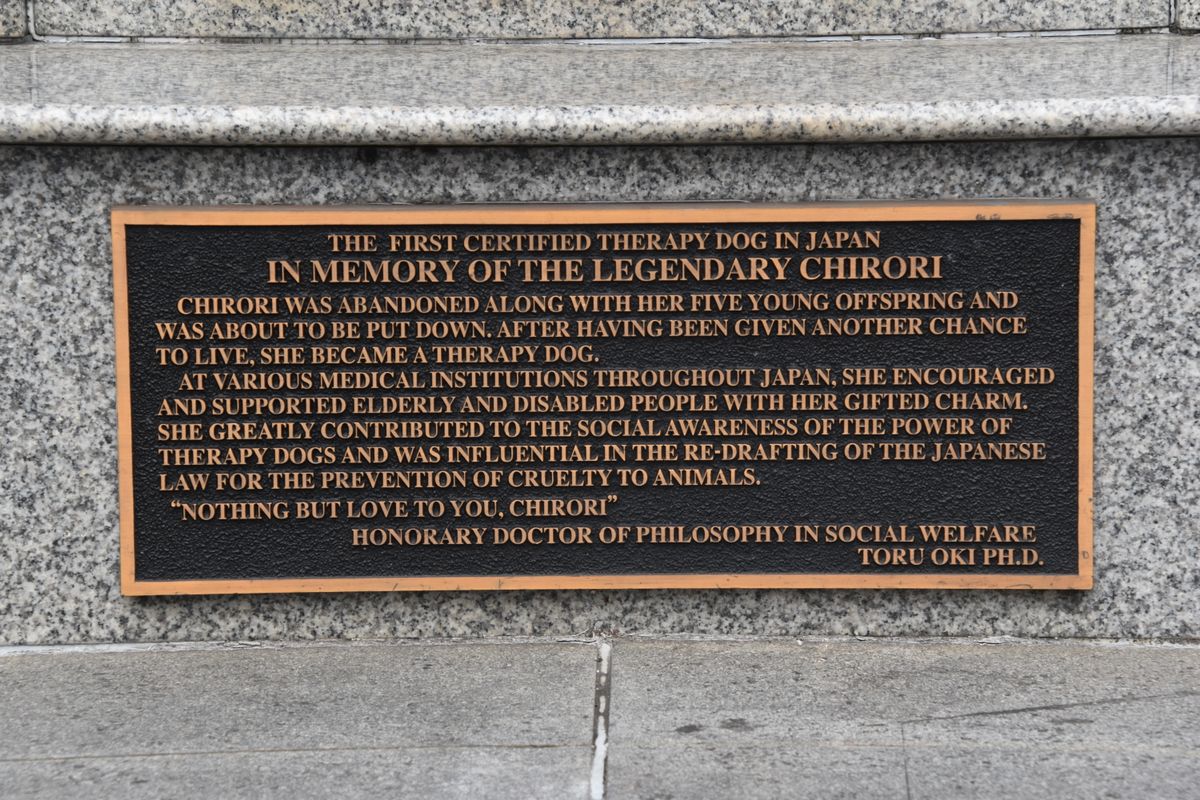 THE FIRST CERTIFIED THERAPY DOG IN JAPAN
IN MEMORY OF THE LEGENDARY CHIRORI
CHIRORI WAS ABANDONED ALONG WITH HER FIVE YOUNG OFFSPRING AND
WAS ABOUT TO BE PUT DOWN. AFTER HAVING BEEN GIVEN ANOTHER CHANCE
TO LIVE, SHE BECAME A THERAPY DOG.
AT VARIOUS MEDICAL INSTITUTIONS THROUGHOUT JAPAN, SHE ENCOURAGED
AND SUPPORTED ELDERLY AND DISABLED PEOPLE WITH HER GIFTED CHARM.
SHE GREATLY CONTRIBUTED TO THE SOCIAL AWARENESS OF THE POWER OF
THERAPY DOGS AND WAS INFLUENTIAL IN THE RE-DRAFTING OF THE JAPANESE
LAW FOR THE PREVENTION OF CRUELTY TO ANIMALS.
“NOTHING BUT LOVE TO YOU, CHIRORI”
HONORARY DOCTOR OF PHILOSOPHY IN SOCIAL WELFARE
TORU OKI PH.D.